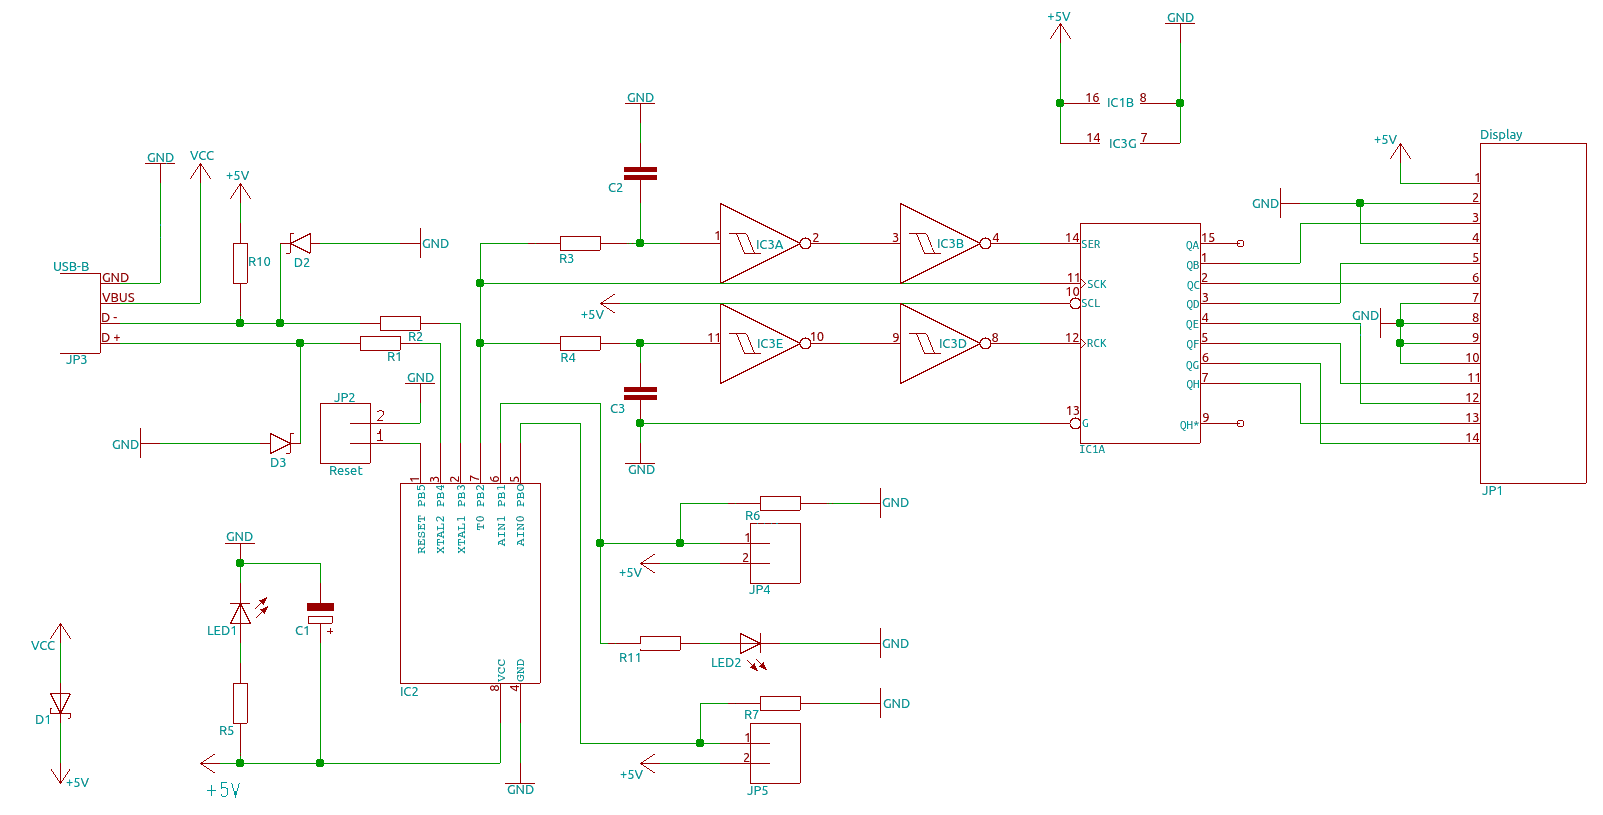 +5V
GND
16 IC1B 8
14 IC3G 7
GND
C2
GND
VCC
+5V
R10
D2
GND
USB-B
GND
VBUS
D -
D +
JP3
R2
R1
R3
1 IC3A 2
3 IC3B 4
+5V
R4
11 IC3E 10
9 IC3D 8
C3
GND
14 SER
11 SCK
10 SCL
12 RCK
13 G
QA 15
QB 1
QC 2
QD 3
QE 4
QF 5
QG 6
QH 7
QH* 9
IC1A
Display
+5V
GND
GND
1
2
3
4
5
6
7
8
9
10
11
12
13
14
JP1
GND
JP2
2
1
Reset
GND
D3
1 RESET PB5
3 XTAL2 PB4
2 XTAL1 PB3
7 T0 PB2
6 AIN1 PB1
5 AIN0 PB0
8 VCC
4 GND
IC2
GND
R6
GND
1
2
+5V
JP4
R11
LED2
GND
R7
GND
1
2
+5V
JP5
GND
LED1
C1
+
R5
+5V
VCC
D1
+5V